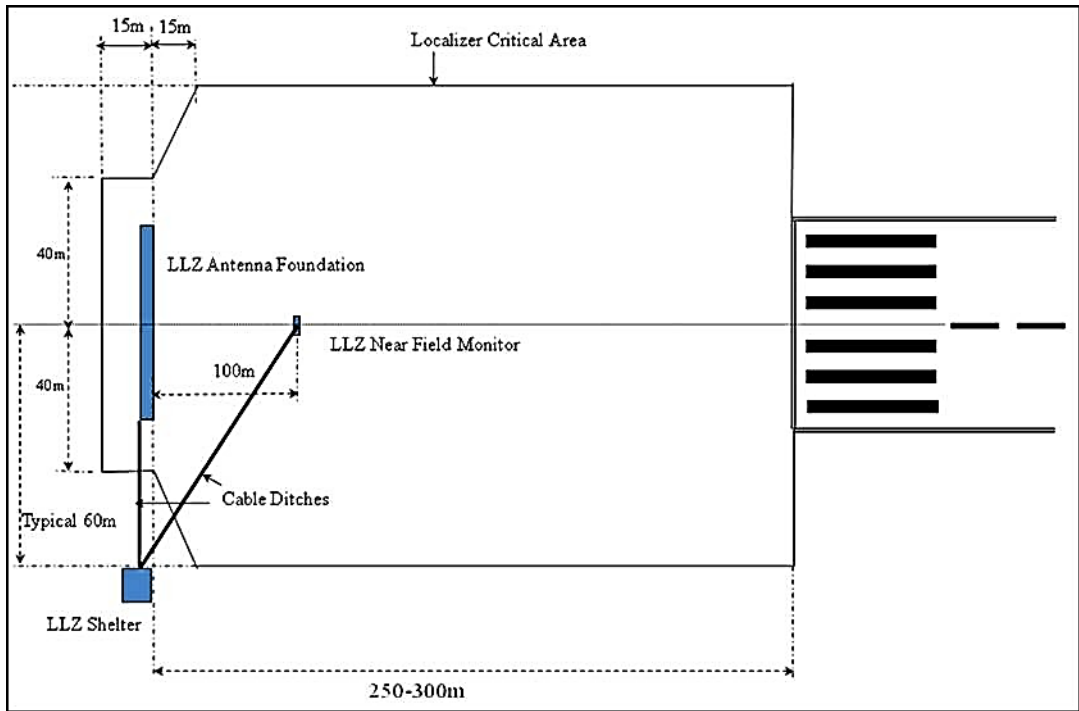 15m
15m
Localizer Critical Area
40m
LLZ Antenna Foundation
LLZ Near Field Monitor
40m
100m
Cable Ditches
Typical 60m
LLZ Shelter
250-300m